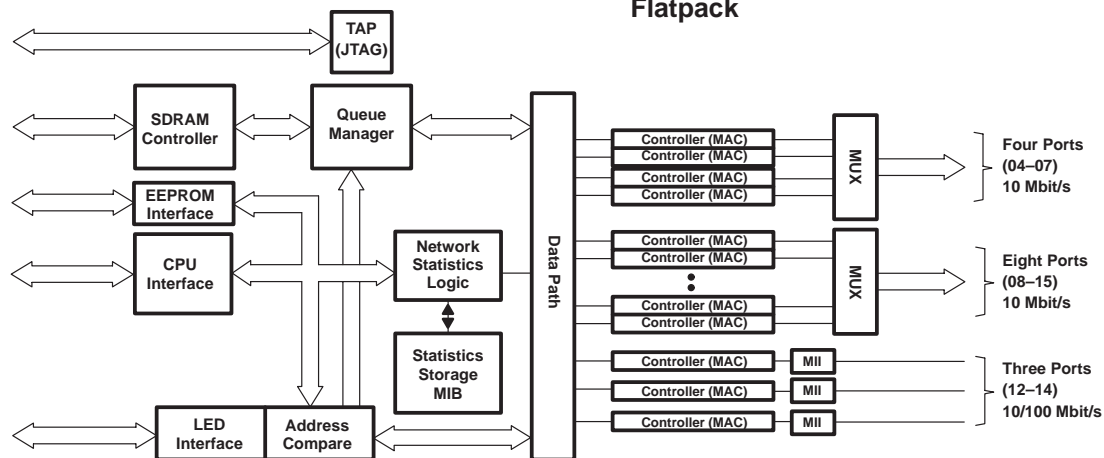 Flatpack
TAP
(JTAG)
SDRAM
Controller
Queue
Manager
EEPROM
Interface
CPU
Interface
Network
Statistics
Logic
Statistics
Storage
MIB
LED
Interface
Address
Compare
Data Path
Controller (MAC)
Controller (MAC)
Controller (MAC)
Controller (MAC)
MUX
Four Ports
(04–07)
10 Mbit/s
Controller (MAC)
Controller (MAC)
Controller (MAC)
Controller (MAC)
MUX
Eight Ports
(08–15)
10 Mbit/s
Controller (MAC)
MII
Controller (MAC)
MII
Controller (MAC)
MII
Three Ports
(12–14)
10/100 Mbit/s